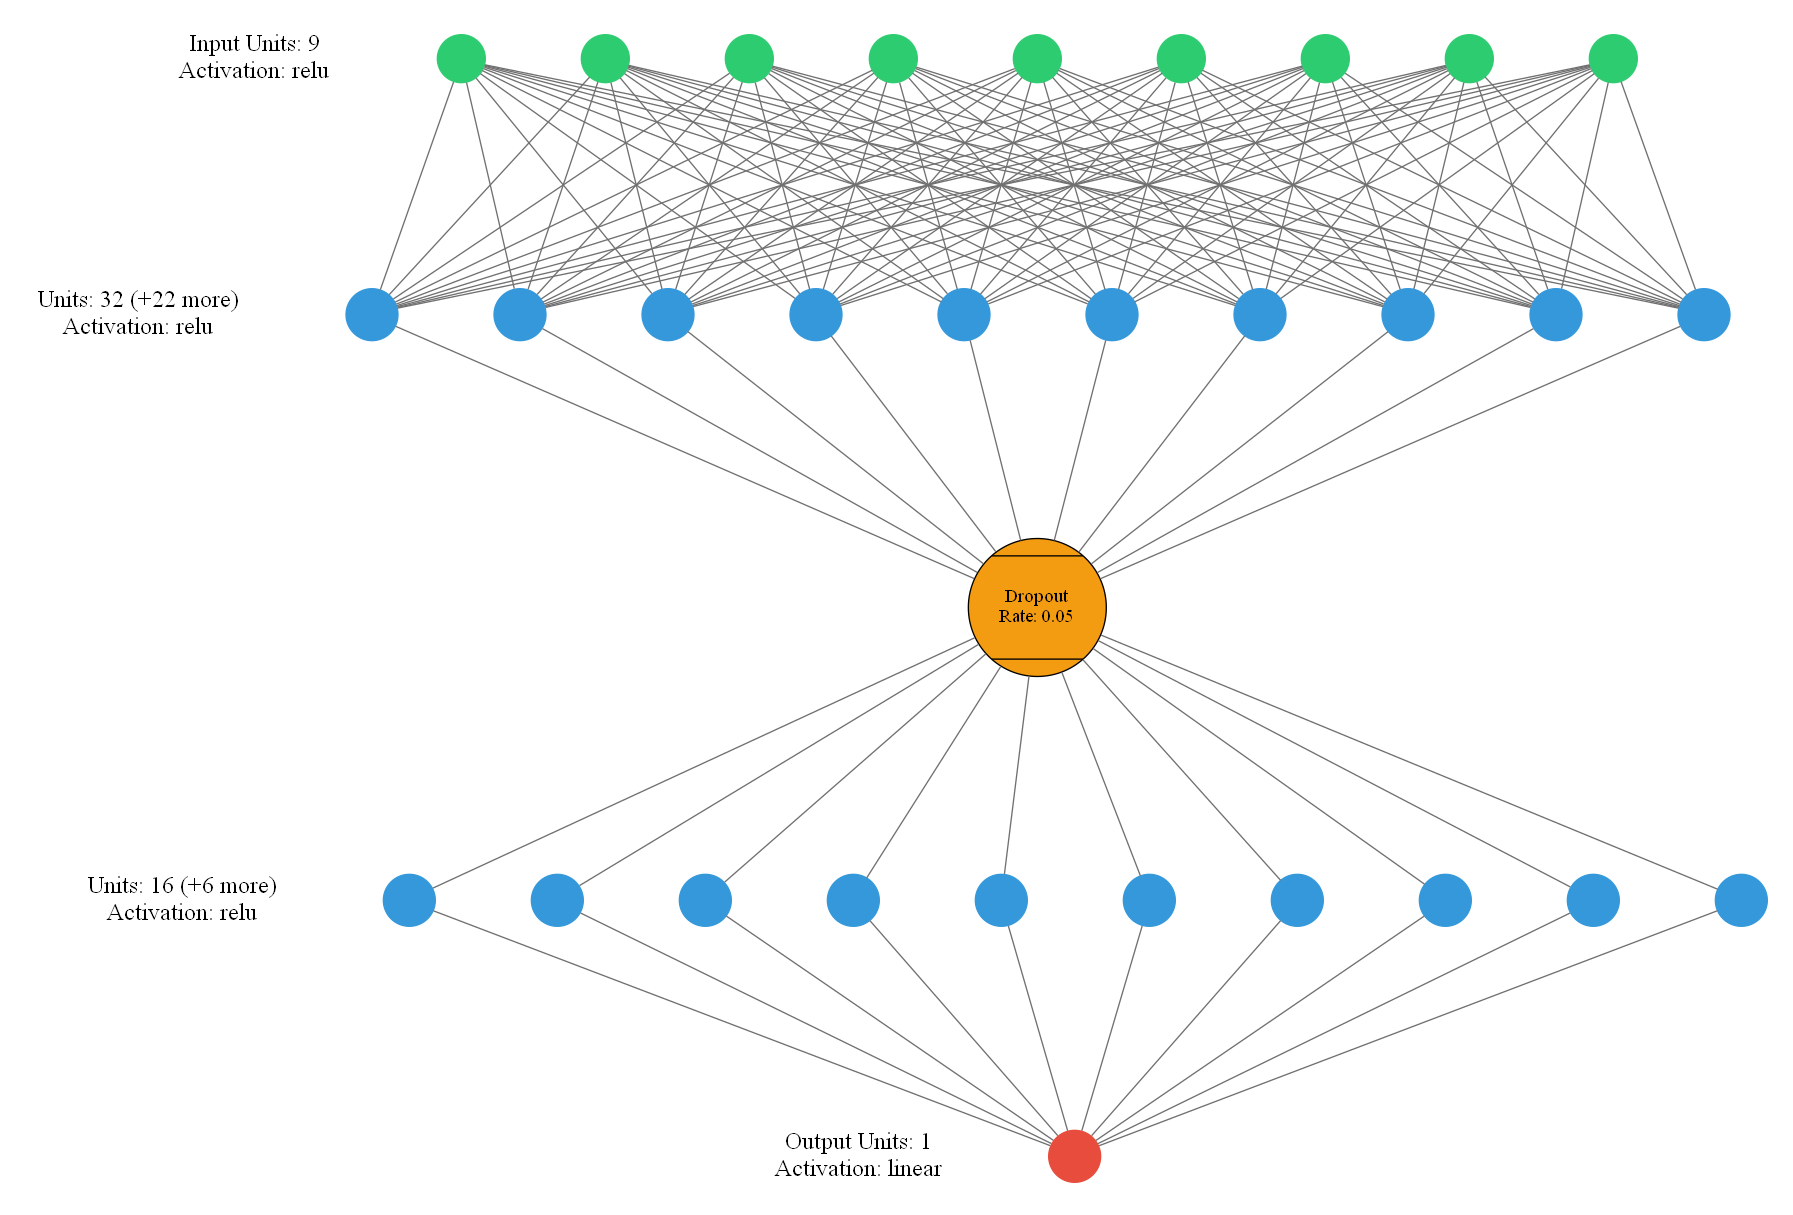 Input Units: 9
Activation: relu
Units: 32 (+22 more)
Activation: relu
Dropout
Rate: 0.05
Units: 16 (+6 more)
Activation: relu
Output Units: 1
Activation: linear